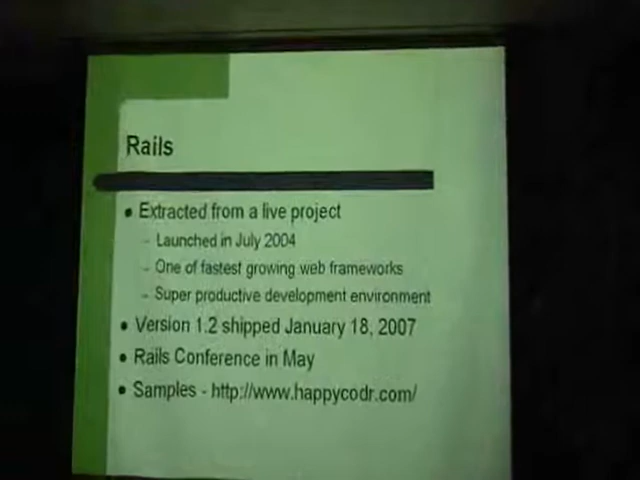 Rails
• Extracted from a live project
- Launched in July 2004
- One of fastest growing web frameworks
- Super productive development environment
• Version 1.2 shipped January 18, 2007
• Rails Conference in May
• Samples - http://www.happycodr.com/